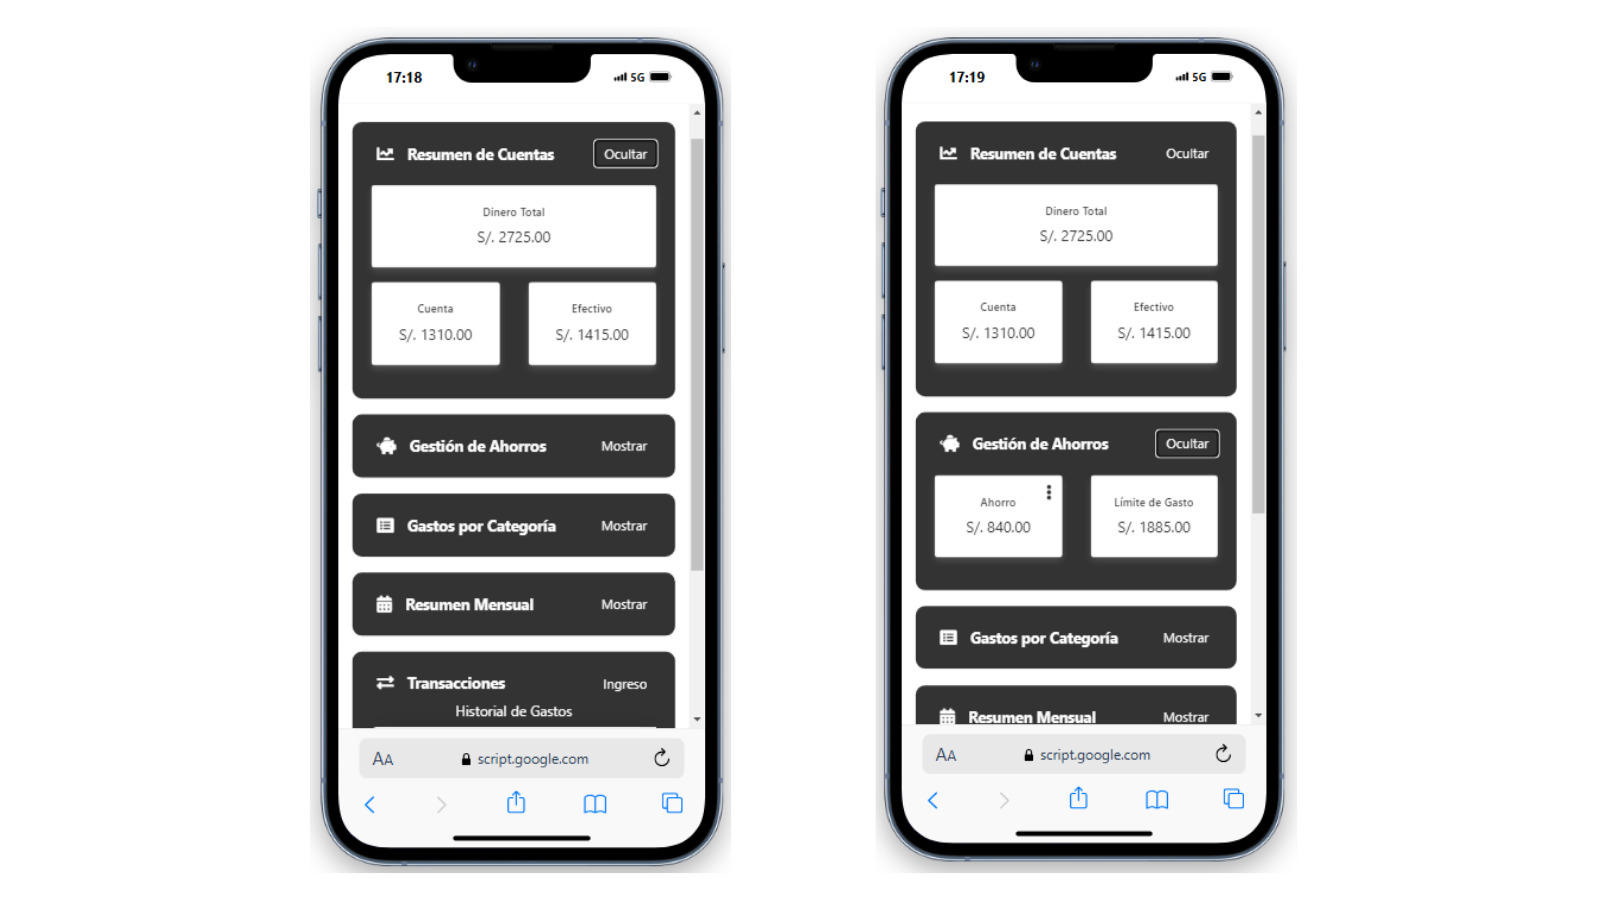 17:18
5G
Resumen de Cuentas
Ocultar
Dinero Total
S/. 2725.00
Cuenta
S/. 1310.00
Efectivo
S/. 1415.00
Gestión de Ahorros
Mostrar
Gastos por Categoría
Mostrar
Resumen Mensual
Mostrar
Transacciones
Ingreso
Historial de Gastos
AA
script.google.com
17:19
5G
Resumen de Cuentas
Ocultar
Dinero Total
S/. 2725.00
Cuenta
S/. 1310.00
Efectivo
S/. 1415.00
Gestión de Ahorros
Ocultar
Ahorro
S/. 840.00
Límite de Gasto
S/. 1885.00
Gastos por Categoría
Mostrar
Resumen Mensual
Mostrar
AA
script.google.com